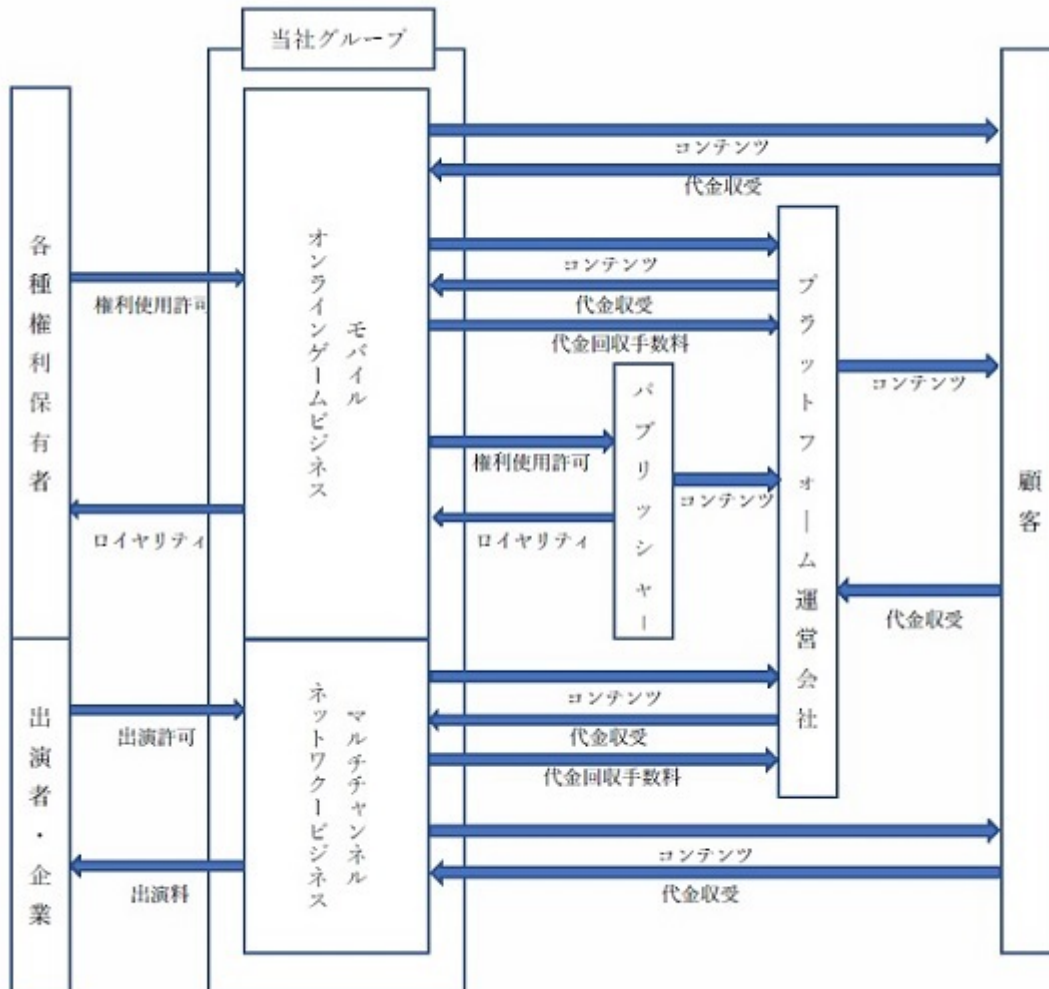 当社グループ
各種権利保有者
出演者・企業
モバイル
オンラインゲームビジネス
マルチチャンネル
ネットワクービジネス
権利使用許可
ロイヤリティ
出演許可
出演料
コンテンツ
代金収受
コンテンツ
代金収受
代金回収手数料
権利使用許可
ロイヤリティ
パブリッシャー
コンテンツ
プラットフォーム運営会社
コンテンツ
代金収受
コンテンツ
代金収受
代金回収手数料
コンテンツ
代金収受
顧客